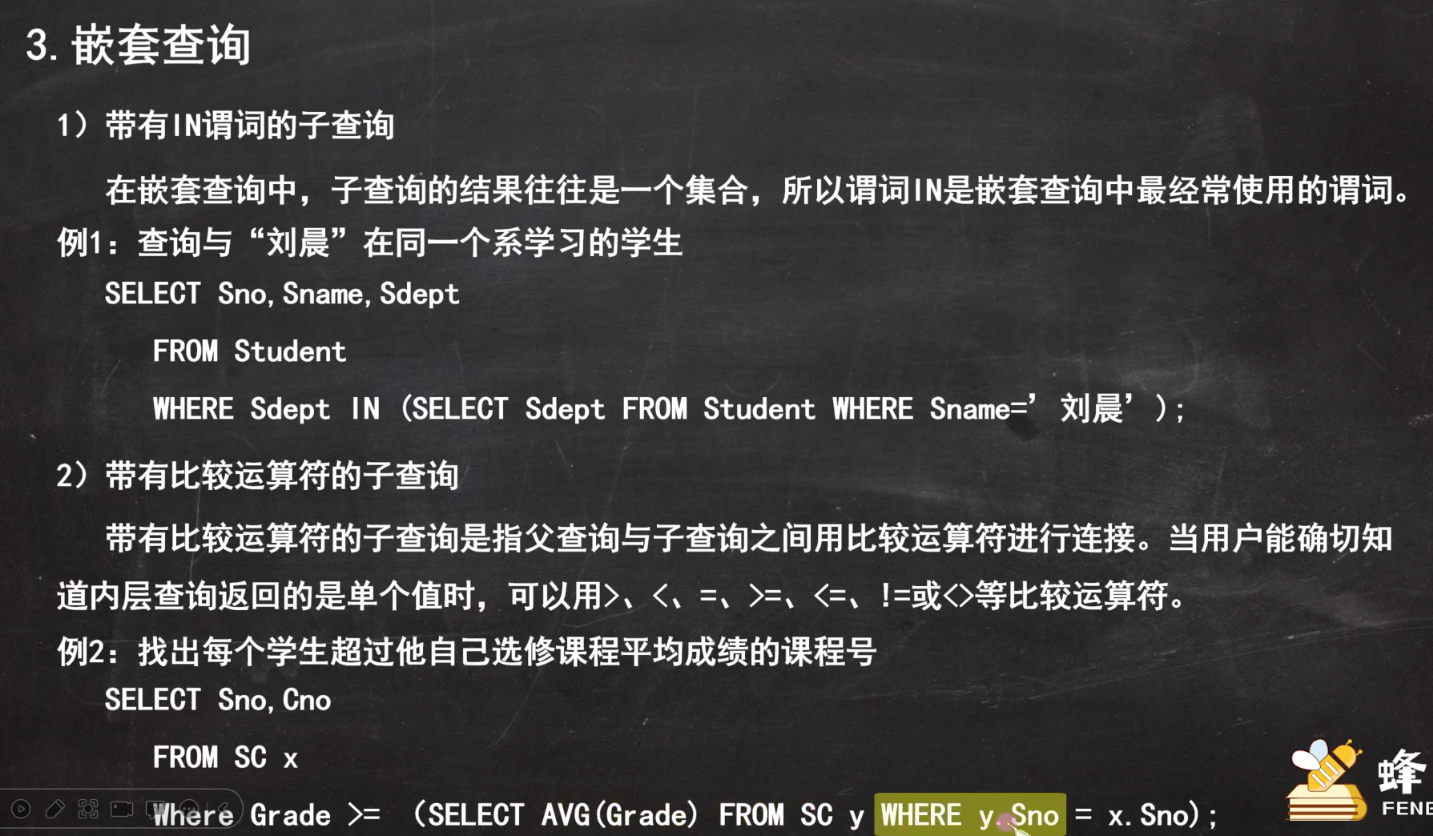 3.嵌套查询
1）带有IN谓词的子查询
在嵌套查询中，子查询的结果往往是一个集合，所以谓词IN是嵌套查询中最经常使用的谓词。
例1：查询与“刘晨”在同一个系学习的学生
SELECT Sno,Sname,Sdept
FROM Student
WHERE Sdept IN (SELECT Sdept FROM Student WHERE Sname=’刘晨’);
2）带有比较运算符的子查询
带有比较运算符的子查询是指父查询与子查询之间用比较运算符进行连接。当用户能确切知
道内层查询返回的是单个值时，可以用>、<、=、>=、<=、!=或<>等比较运算符。
例2：找出每个学生超过他自己选修课程平均成绩的课程号
SELECT Sno,Cno
FROM SC x
Where Grade >= （SELECT AVG(Grade) FROM SC y WHERE y.Sno = x.Sno);
蜂
FENG